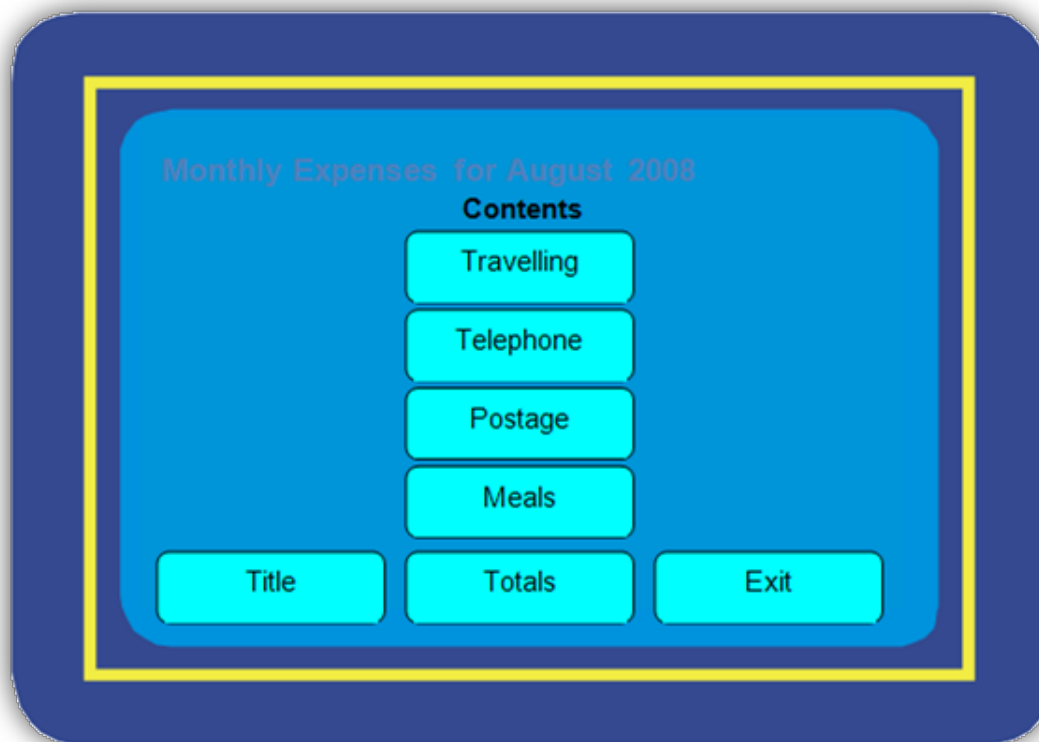 Monthly Expenses for August 2008
Contents
Travelling
Telephone
Postage
Meals
Title Totals Exit